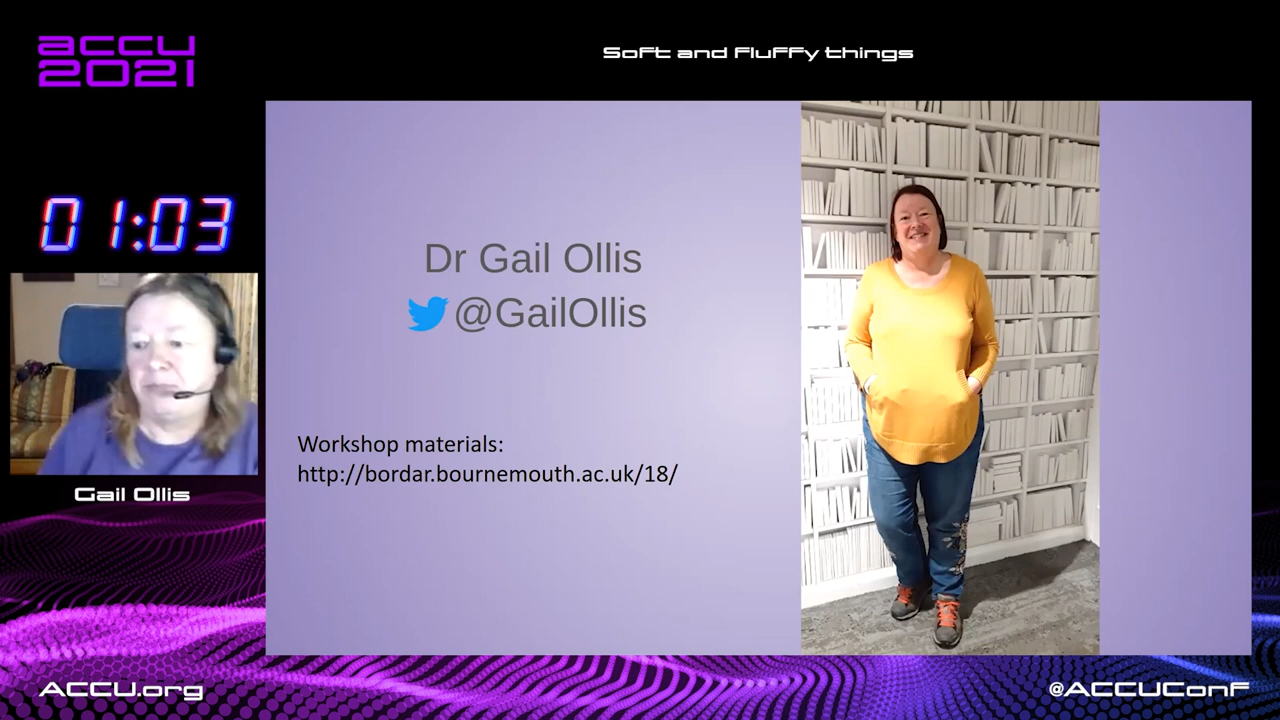 accu
2021
Soft and fluffy things
01:03
Dr Gail Ollis
@GailOllis
Workshop materials:
http://bordar.bournemouth.ac.uk/18/
Gail Ollis
ACCU.org
@ACCUConf